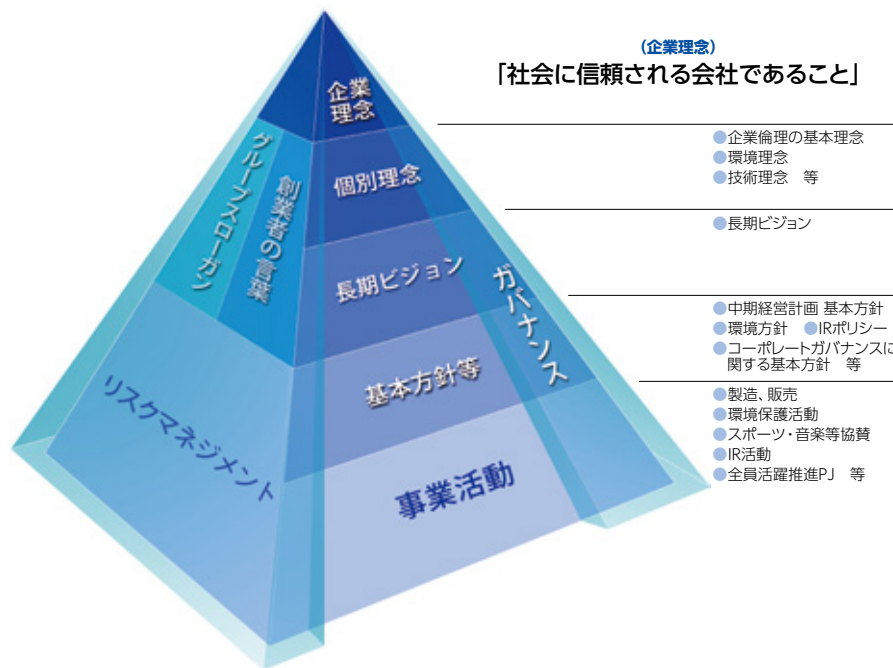 (企業理念)
「社会に信頼される会社であること」
企業
理念
個別理念
長期ビジョン
基本方針等
事業活動
グループスローガン
創業者の言葉
リスクマネジメント
ガバナンス
●企業倫理の基本理念
●環境理念
●技術理念 等
●長期ビジョン
●中期経営計画 基本方針
●環境方針 ●IRポリシー
●コーポレートガバナンスに
関する基本方針 等
●製造、販売
●環境保護活動
●スポーツ・音楽等協賛
●IR活動
●全員活躍推進PJ 等